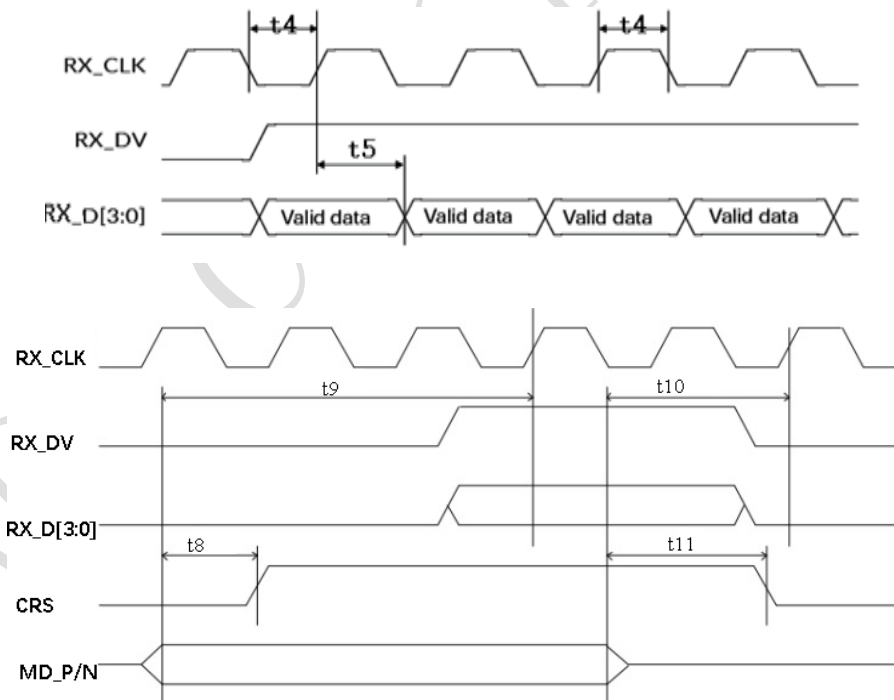 t4 t4
RX_CLK
RX_DV
t5
RX_D[3:0] Valid data Valid data Valid data Valid data
RX_CLK
t9 t10
RX_DV
RX_D[3:0]
t8 t11
CRS
MD_P/N